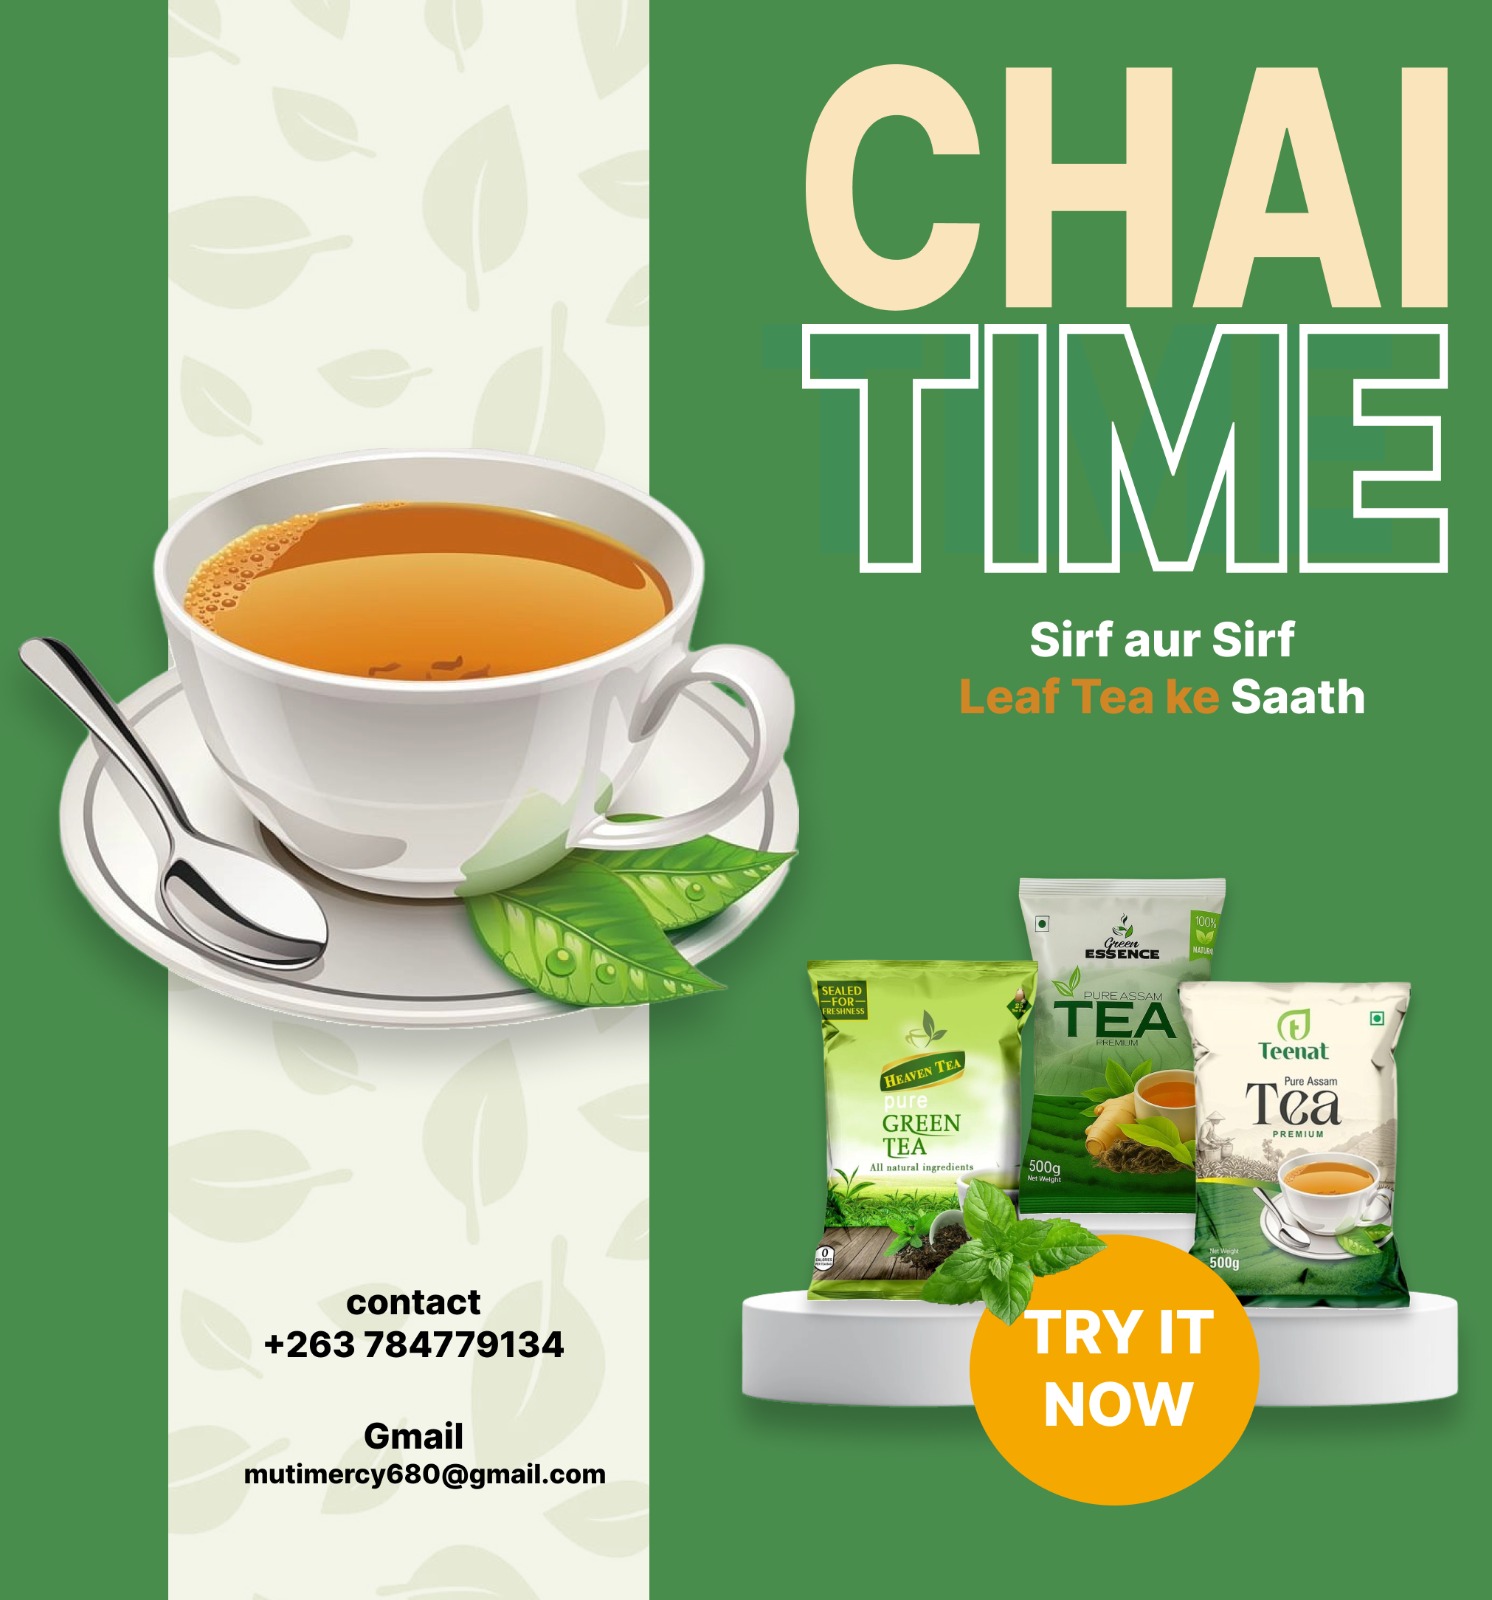 CHAI
TIME
Sirf aur Sirf
Leaf Tea ke Saath
Green
ESSENCE
100%
NATURAL
PURE ASSAM
TEA
PREMIUM
500g
Net Weight
SEALED
FOR
FRESHNESS
HEAVEN TEA
pure
GREEN
TEA
All natural ingredients
0
Teenat
Pure Assam
Tea
PREMIUM
Net Weight
500g
TRY IT
NOW
contact
+263 784779134
Gmail
mutimercy680@gmail.com